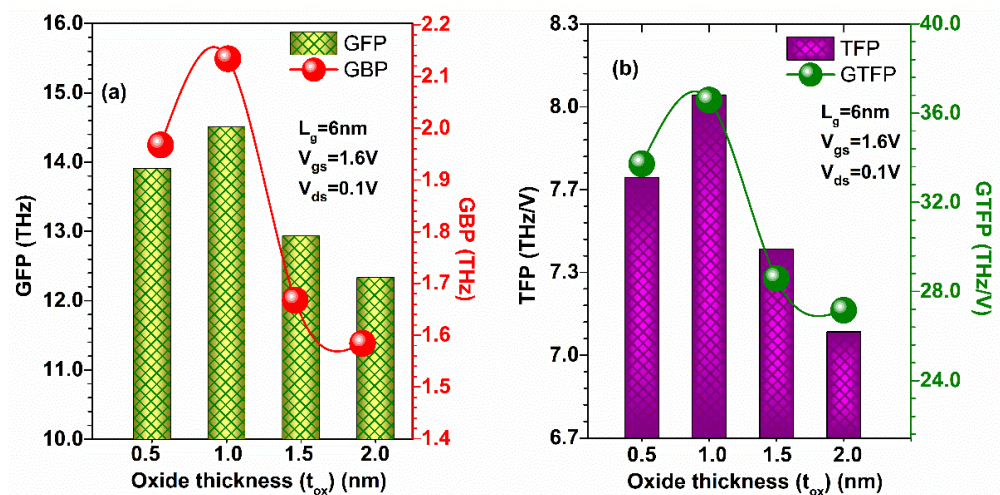 16.0
15.0
14.0
13.0
12.0
11.0
10.0
GFP (THz)
(a)
GFP
GBP
L_g=6nm
V_gs=1.6V
V_ds=0.1V
2.2
2.1
2.0
1.9
1.8
1.7
1.6
1.5
1.4
GBP (THz)
0.5 1.0 1.5 2.0
Oxide thickness (t_ox) (nm)
8.3
8.0
7.7
7.3
7.0
6.7
TFP (THz/V)
(b)
TFP
GTFP
L_g=6nm
V_gs=1.6V
V_ds=0.1V
40.0
36.0
32.0
28.0
24.0
GTFP (THz/V)
0.5 1.0 1.5 2.0
Oxide thickness (t_ox) (nm)